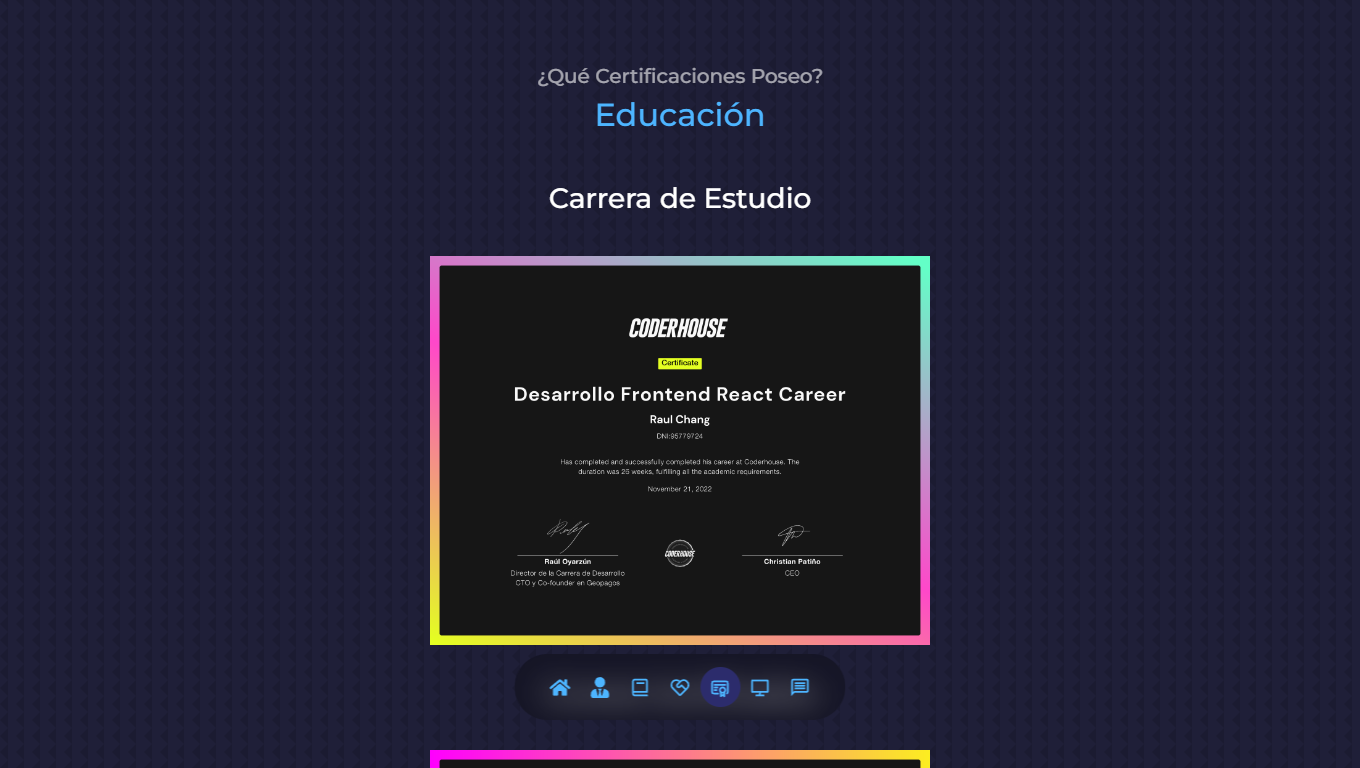 ¿Qué Certificaciones Poseo?
Educación
Carrera de Estudio
CODERHOUSE
Certificate
Desarrollo Frontend React Career
Raul Chang
DNI:95779724
Has completed and successfully completed his career at Coderhouse. The
duration was 26 weeks, fulfilling all the academic requirements.
November 21, 2022
Raúl Oyarzún
Director de la Carrera de Desarrollo
CTO y Co-founder en Geopagos
CODERHOUSE
Christian Patiño
CEO